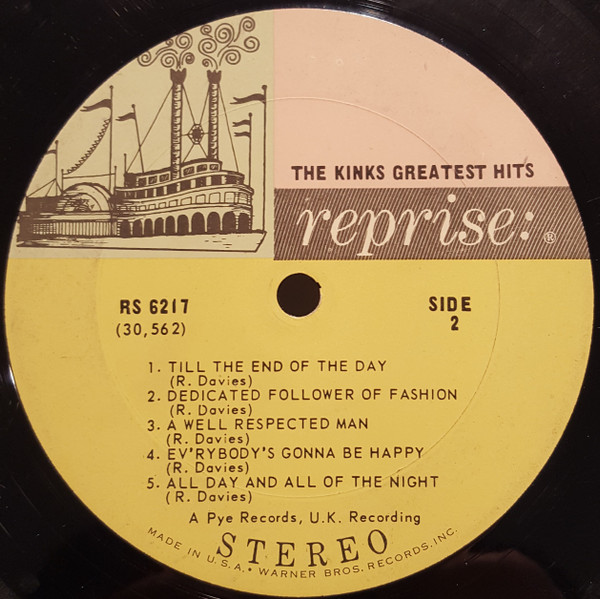 THE KINKS GREATEST HITS
reprise: ®
RS 6217
(30,562)
SIDE
2
1. TILL THE END OF THE DAY
(R. Davies)
2. DEDICATED FOLLOWER OF FASHION
(R. Davies)
3. A WELL RESPECTED MAN
(R. Davies)
4. EV'RYBODY'S GONNA BE HAPPY
(R. Davies)
5. ALL DAY AND ALL OF THE NIGHT
(R. Davies)
A Pye Records, U.K. Recording
STEREO
MADE IN U.S.A. • WARNER BROS. RECORDS, INC.